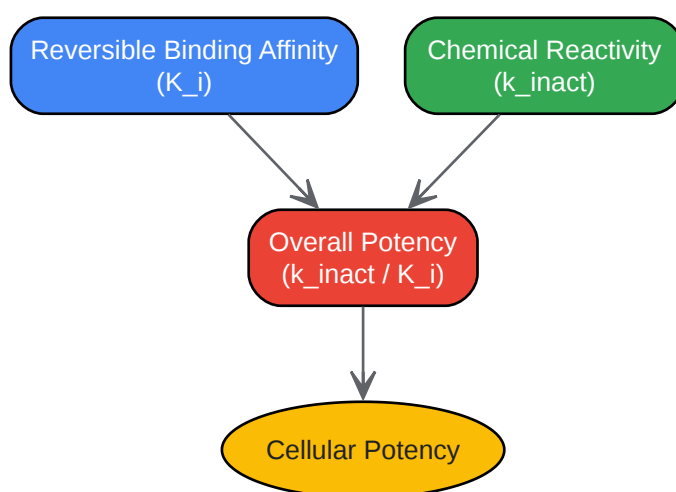 Reversible Binding Affinity
(K_i)
Chemical Reactivity
(k_inact)
Overall Potency
(k_inact / K_i)
Cellular Potency